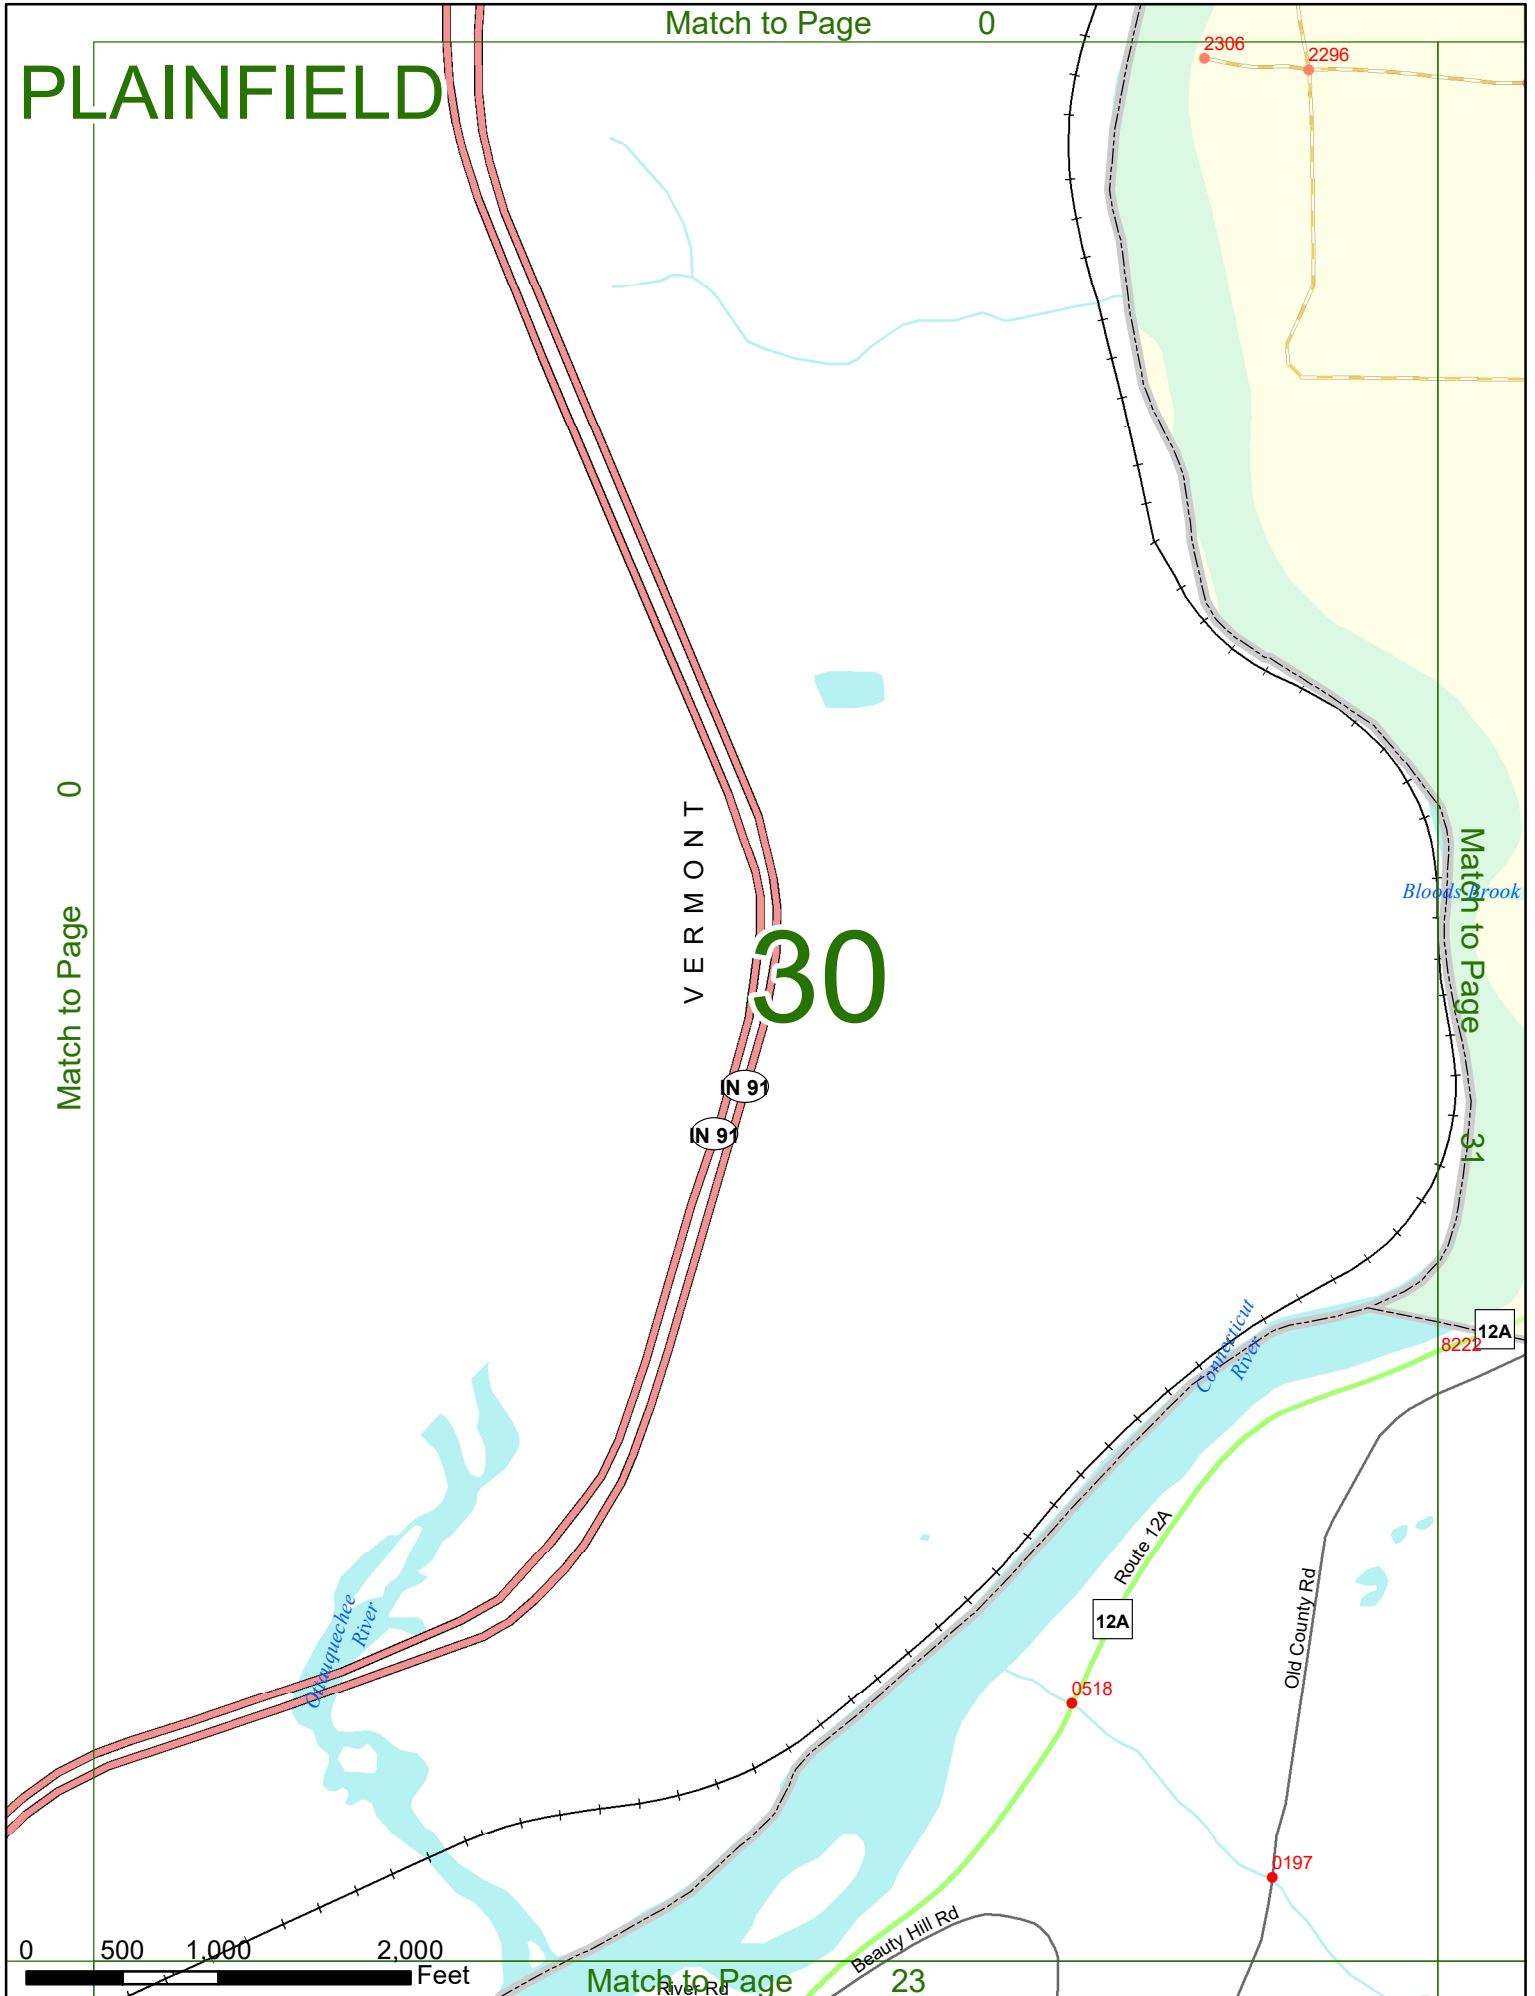 Match to Page 0
PLAINFIELD
2306
2296
Match to Page 0
VERMONT
30
Bloods Brook
Match to Page 31
IN 91
IN 91
Connecticut
River
12A
8222
Route 12A
12A
Old County Rd
Ottauquechee
River
0518
0197
Beauty Hill Rd
0 500 1,000 2,000
Feet
Match to Page 23
River Rd